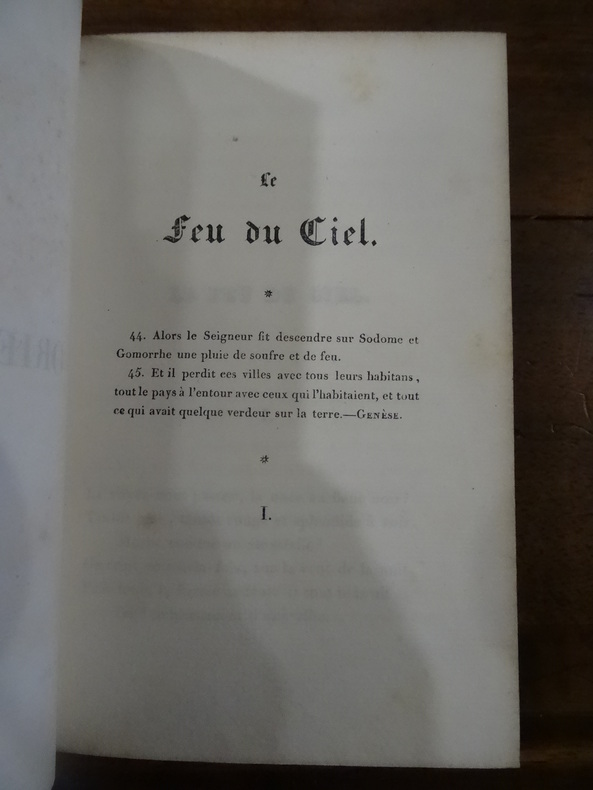 Le
Feu du Ciel.
*
44. Alors le Seigneur fit descendre sur Sodome et
Gomorrhe une pluie de soufre et de feu.
45. Et il perdit ces villes avec tous leurs habitans,
tout le pays à l'entour avec ceux qui l'habitaient, et tout
ce qui avait quelque verdeur sur la terre.—GENÈSE.
*
I.